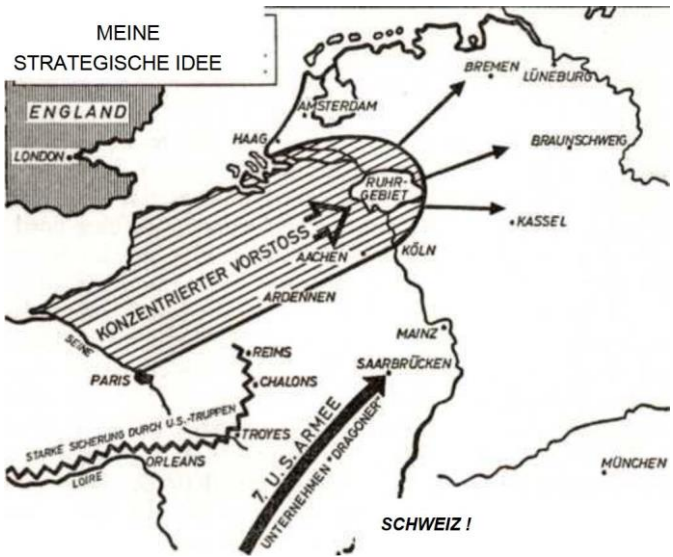 MEINE
STRATEGISCHE IDEE
ENGLAND
LONDON
AMSTERDAM
HAAG
BREMEN
LÜNEBURG
BRAUNSCHWEIG
RUHR-
GEBIET
KASSEL
KONZENTRIERTER VORSTOSS
AACHEN
KÖLN
ARDENNEN
SEINE
PARIS
REIMS
CHALONS
MAINZ
SAARBRÜCKEN
STARKE SICHERUNG DURCH U.S.-TRUPPEN
TROYES
ORLEANS
LOIRE
7. U.S. ARMEE
UNTERNEHMEN "DRAGONER"
MÜNCHEN
SCHWEIZ !